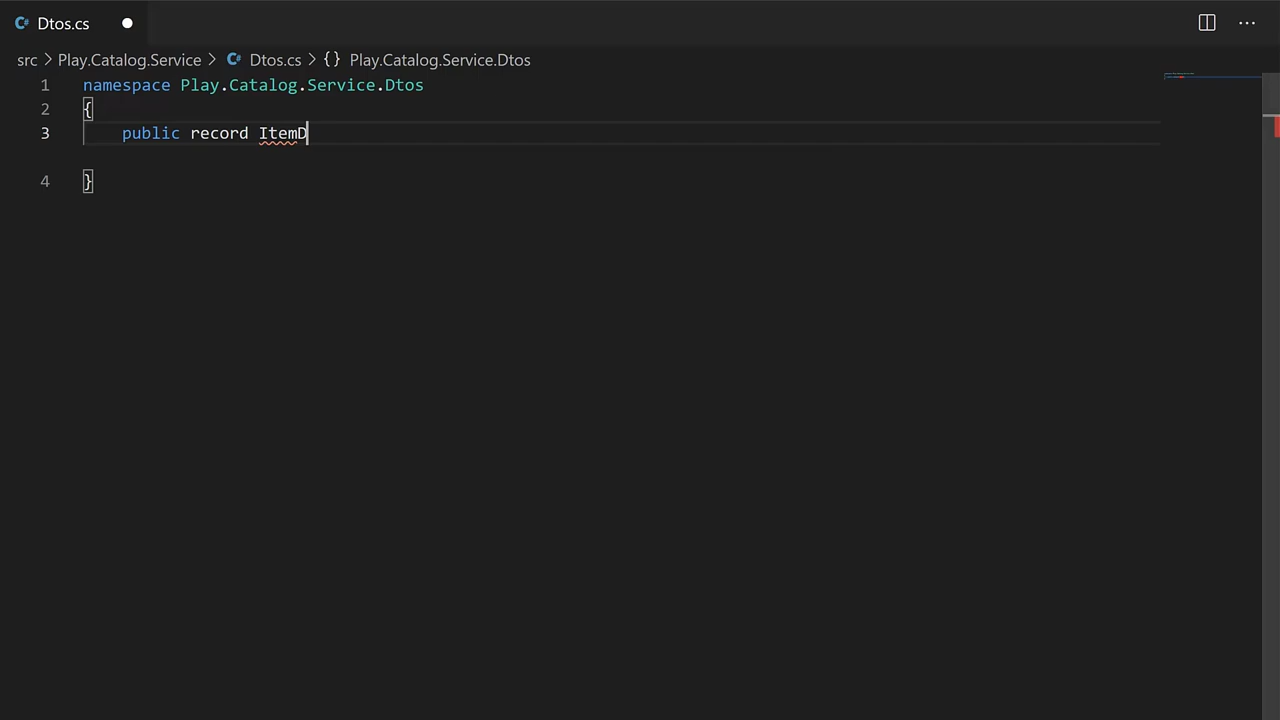 Dtos.cs
src > Play.Catalog.Service > Dtos.cs > {} Play.Catalog.Service.Dtos
1 namespace Play.Catalog.Service.Dtos
2 {
3 public record ItemD
4 }